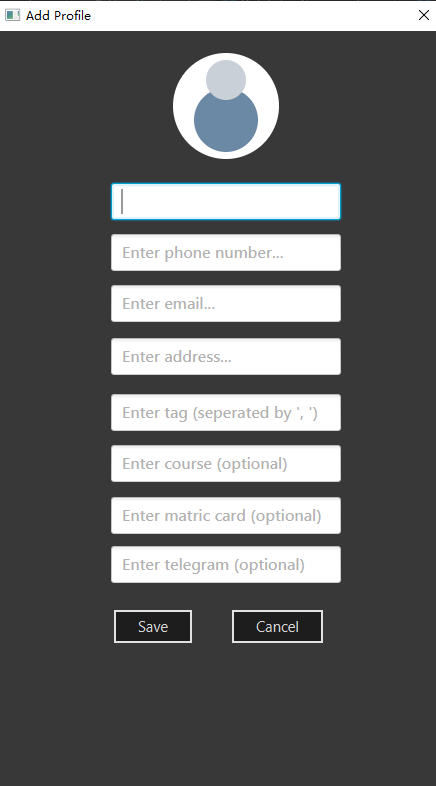 Add Profile
Enter phone number...
Enter email...
Enter address...
Enter tag (seperated by ', ')
Enter course (optional)
Enter matric card (optional)
Enter telegram (optional)
Save
Cancel